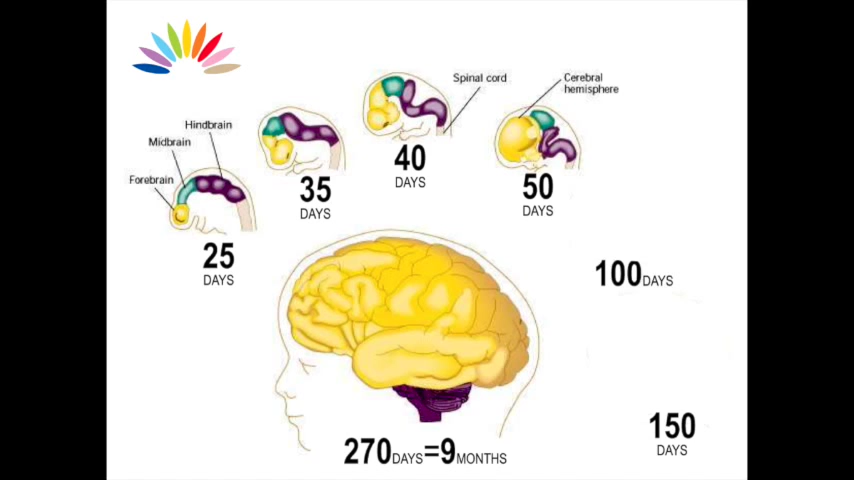 Spinal cord
Cerebral
hemisphere
Hindbrain
Midbrain
Forebrain
25
DAYS
35
DAYS
40
DAYS
50
DAYS
100DAYS
150
DAYS
270DAYS=9MONTHS